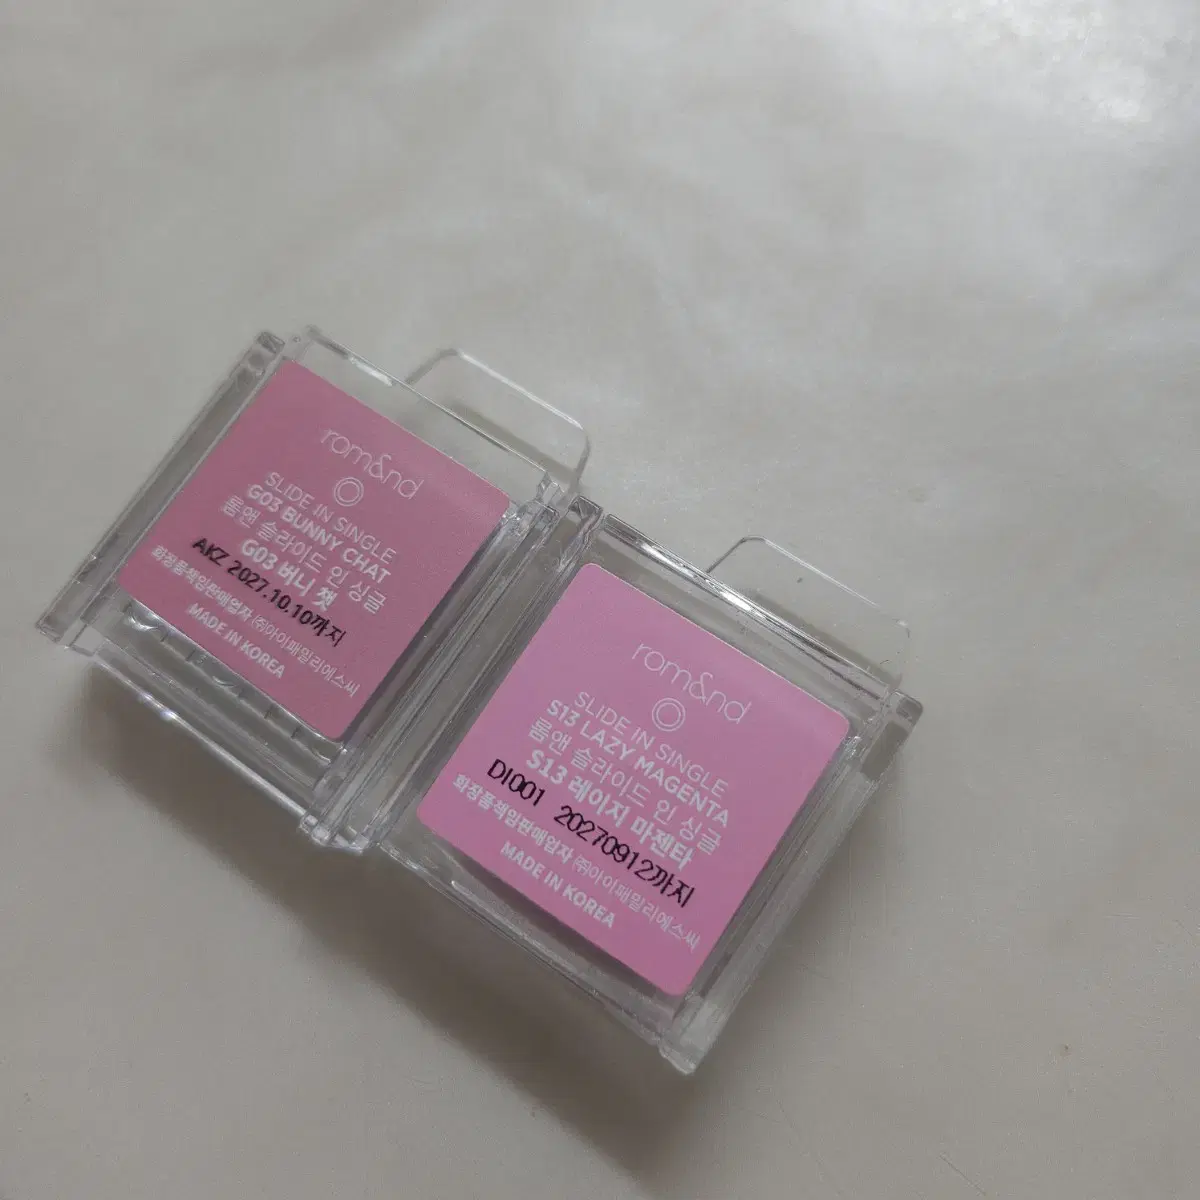 rom&nd
SLIDE IN SINGLE
G03 BUNNY CHAT
롬앤 슬라이드 인 싱글
G03 버니 챗
AKZ 2027.10.10까지
화장품책임판매업자 ㈜아이패밀리에스씨
MADE IN KOREA
rom&nd
SLIDE IN SINGLE
S13 LAZY MAGENTA
롬앤 슬라이드 인 싱글
S13 레이지 마젠타
DI001 20270912까지
화장품책임판매업자 ㈜아이패밀리에스씨
MADE IN KOREA